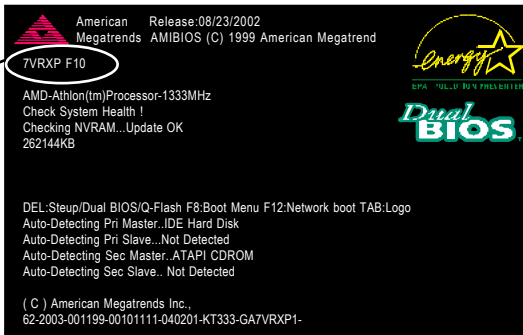 American Release:08/23/2002
Megatrends AMIBIOS (C) 1999 American Megatrend
7VRXP F10
energy
EPA POLLUTION PREVENTER
AMD-Athlon(tm)Processor-1333MHz
Check System Health !
Checking NVRAM...Update OK
262144KB
Dual
BIOS
DEL:Steup/Dual BIOS/Q-Flash F8:Boot Menu F12:Network boot TAB:Logo
Auto-Detecting Pri Master..IDE Hard Disk
Auto-Detecting Pri Slave...Not Detected
Auto-Detecting Sec Master..ATAPI CDROM
Auto-Detecting Sec Slave.. Not Detected
( C ) American Megatrends Inc.,
62-2003-001199-00101111-040201-KT333-GA7VRXP1-